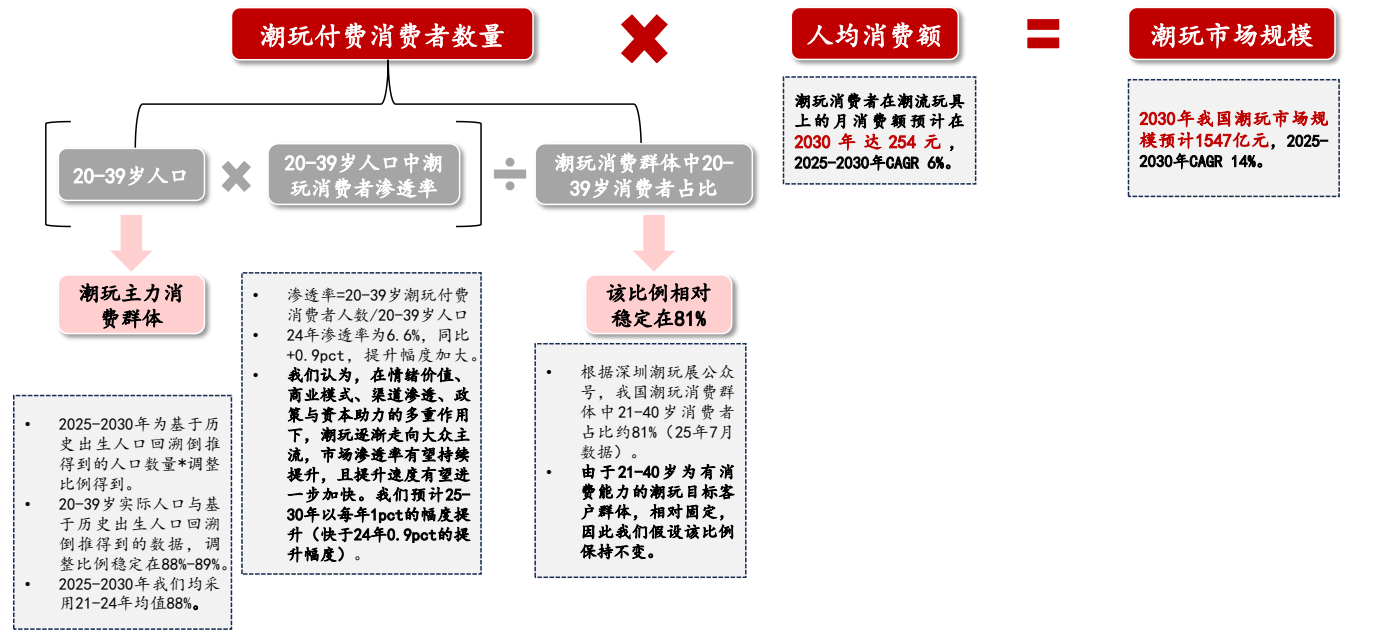 潮玩付费消费者数量
×
人均消费额
=
潮玩市场规模
潮玩消费者在潮流玩具
上的月消费额预计在
2030年达254元，
2025-2030年CAGR 6%。
2030年我国潮玩市场规
模预计1547亿元，2025-
2030年CAGR 14%。
20-39岁人口
×
20-39岁人口中潮
玩消费者渗透率
÷
潮玩消费群体中20-
39岁消费者占比
潮玩主力消
费群体
• 2025-2030年为基于历
史出生人口回溯倒推
得到的人口数量*调整
比例得到。
• 20-39岁实际人口与基
于历史出生人口回溯
倒推得到的数据，调
整比例稳定在88%-89%。
• 2025-2030年我们均采
用21-24年均值88%。
• 渗透率=20-39岁潮玩付费
消费者人数/20-39岁人口
• 24年渗透率为6.6%，同比
+0.9pct，提升幅度加大。
• 我们认为，在情绪价值、
商业模式、渠道渗透、政
策与资本助力的多重作用
下，潮玩逐渐走向大众主
流，市场渗透率有望持续
提升，且提升速度有望进
一步加快。我们预计25-
30年以每年1pct的幅度提
升（快于24年0.9pct的提
升幅度）。
该比例相对
稳定在81%
• 根据深圳潮玩展公众
号，我国潮玩消费群
体中21-40岁消费者
占比约81%（25年7月
数据）。
• 由于21-40岁为有消
费能力的潮玩目标客
户群体，相对固定，
因此我们假设该比例
保持不变。